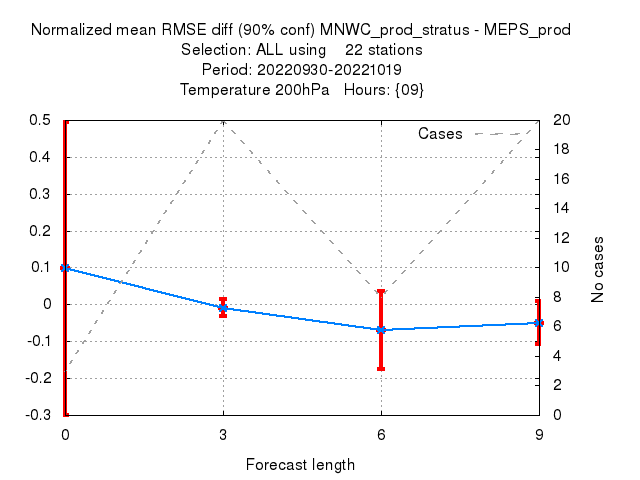 Normalized mean RMSE diff (90% conf) MNWC_prod_stratus - MEPS_prod
Selection: ALL using 22 stations
Period: 20220930-20221019
Temperature 200hPa Hours: {09}
Cases
0.5
0.4
0.3
0.2
0.1
0
-0.1
-0.2
-0.3
20
18
16
14
12
10
8
6
4
2
0
No cases
0 3 6 9
Forecast length